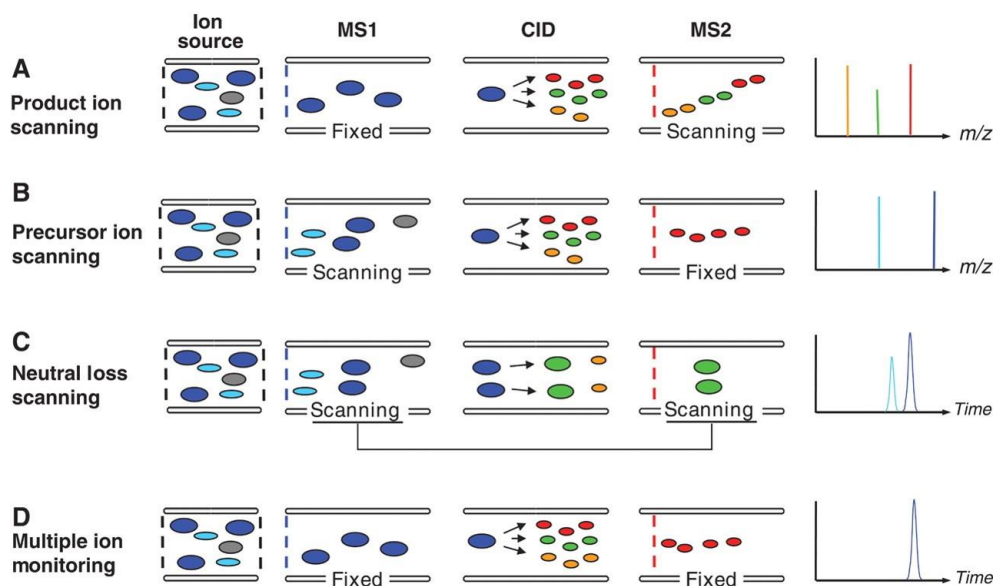 Ion
source
MS1
CID
MS2
A
Product ion
scanning
Fixed
Scanning
m/z
B
Precursor ion
scanning
Scanning
Fixed
m/z
C
Neutral loss
scanning
Scanning
Scanning
Time
D
Multiple ion
monitoring
Fixed
Fixed
Time